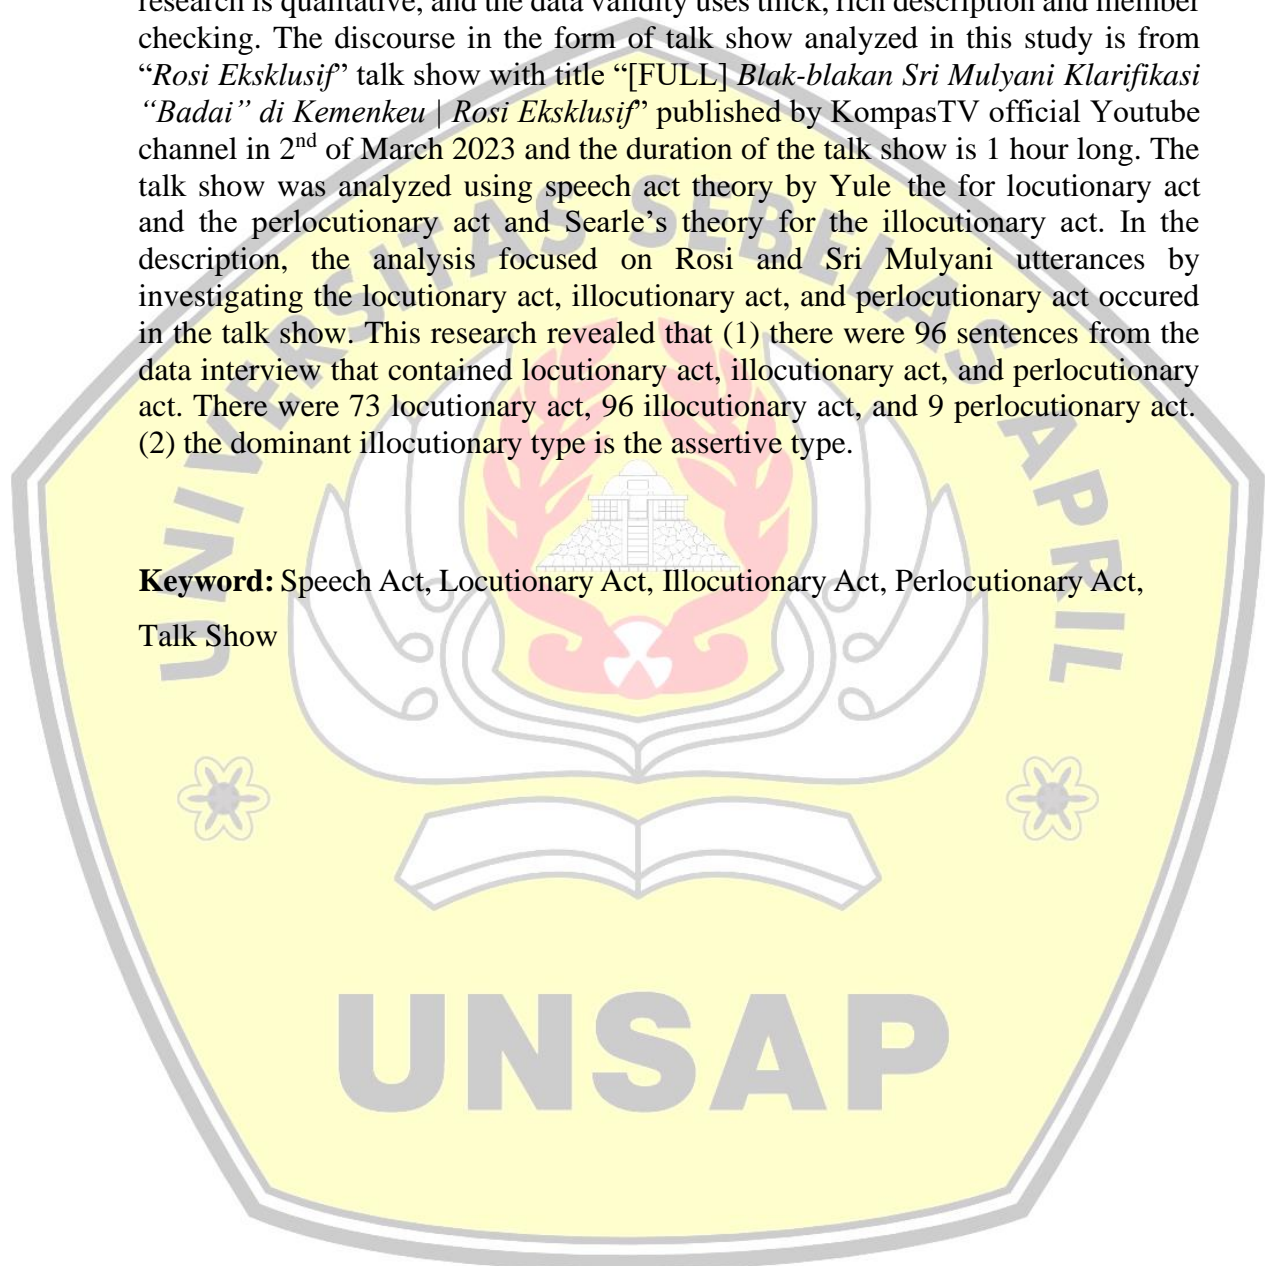 research is qualitative, and the data validity uses thick, rich description and member
checking. The discourse in the form of talk show analyzed in this study is from
“Rosi Eksklusif” talk show with title “[FULL] Blak-blakan Sri Mulyani Klarifikasi
“Badai” di Kemenkeu | Rosi Eksklusif” published by KompasTV official Youtube
channel in 2nd of March 2023 and the duration of the talk show is 1 hour long. The
talk show was analyzed using speech act theory by Yule the for locutionary act
and the perlocutionary act and Searle’s theory for the illocutionary act. In the
description, the analysis focused on Rosi and Sri Mulyani utterances by
investigating the locutionary act, illocutionary act, and perlocutionary act occured
in the talk show. This research revealed that (1) there were 96 sentences from the
data interview that contained locutionary act, illocutionary act, and perlocutionary
act. There were 73 locutionary act, 96 illocutionary act, and 9 perlocutionary act.
(2) the dominant illocutionary type is the assertive type.
Keyword: Speech Act, Locutionary Act, Illocutionary Act, Perlocutionary Act,
Talk Show
UNIVERSITAS SEBELAS APRIL
UNSAP